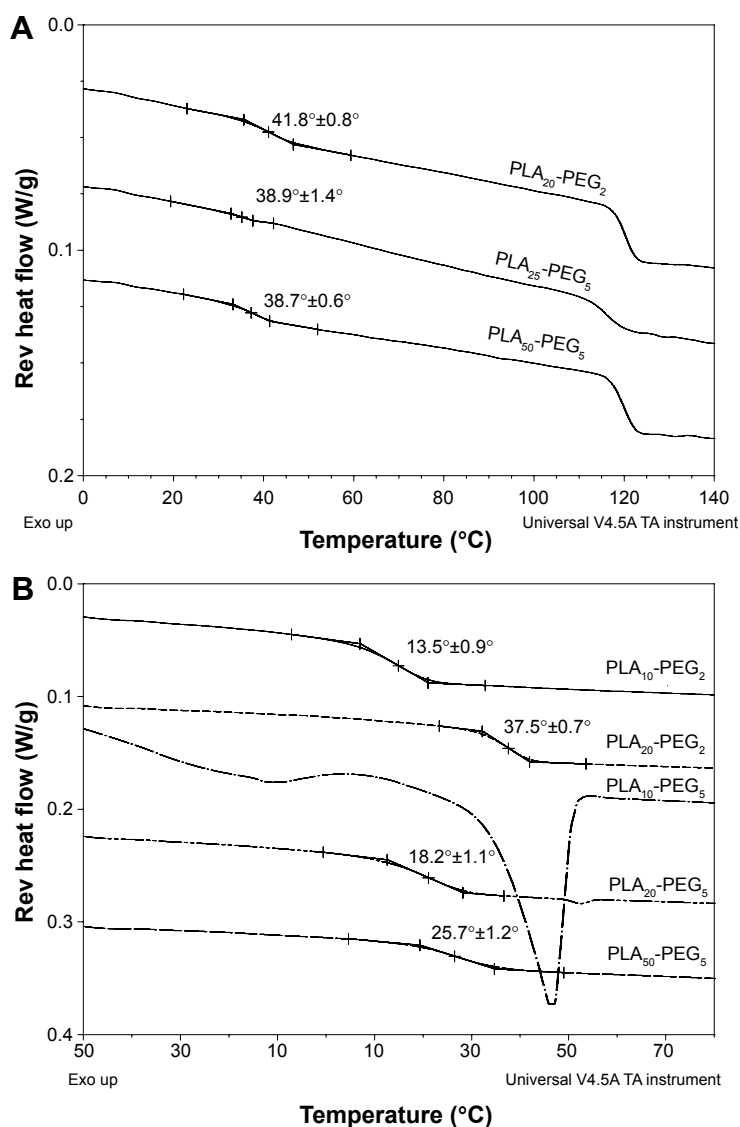 A
0.0
0.1
0.2
Rev heat flow (W/g)
41.8°±0.8°
PLA20-PEG2
38.9°±1.4°
PLA25-PEG5
38.7°±0.6°
PLA50-PEG5
0 20 40 60 80 100 120 140
Exo up
Universal V4.5A TA instrument
Temperature (°C)
B
0.0
0.1
0.2
0.3
0.4
Rev heat flow (W/g)
13.5°±0.9°
PLA10-PEG2
37.5°±0.7°
PLA20-PEG2
PLA10-PEG5
18.2°±1.1°
PLA20-PEG5
25.7°±1.2°
PLA50-PEG5
50 30 10 10 30 50 70
Exo up
Universal V4.5A TA instrument
Temperature (°C)